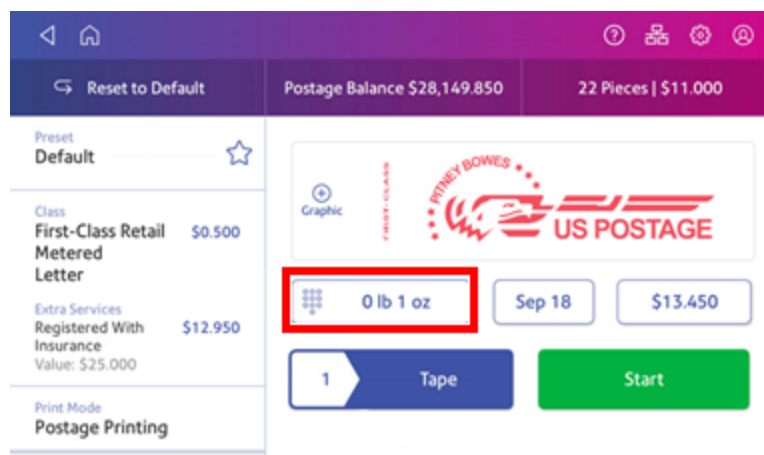 Reset to Default
Postage Balance $28,149.850
22 Pieces | $11.000
Preset
Default
Class
First-Class Retail $0.500
Metered
Letter
Extra Services
Registered With $12.950
Insurance
Value: $25.000
Print Mode
Postage Printing
Graphic
FIRST-CLASS
PITNEY BOWES
US POSTAGE
0 lb 1 oz
Sep 18
$13.450
1
Tape
Start